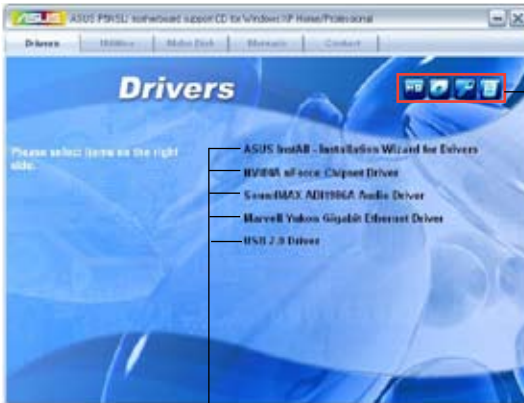 ASUS
ASUS P5NSLI motherboard support CD for Windows XP Home/Professional
Drivers
Utilities
Make Disk
Manuals
Contact
Drivers
Please select items on the right
side.
ASUS InstAll - Installation Wizard for Drivers
NVIDIA nForce Chipset Driver
SoundMAX ADI1986A Audio Driver
Marvell Yukon Gigabit Ethernet Driver
USB 2.0 Driver